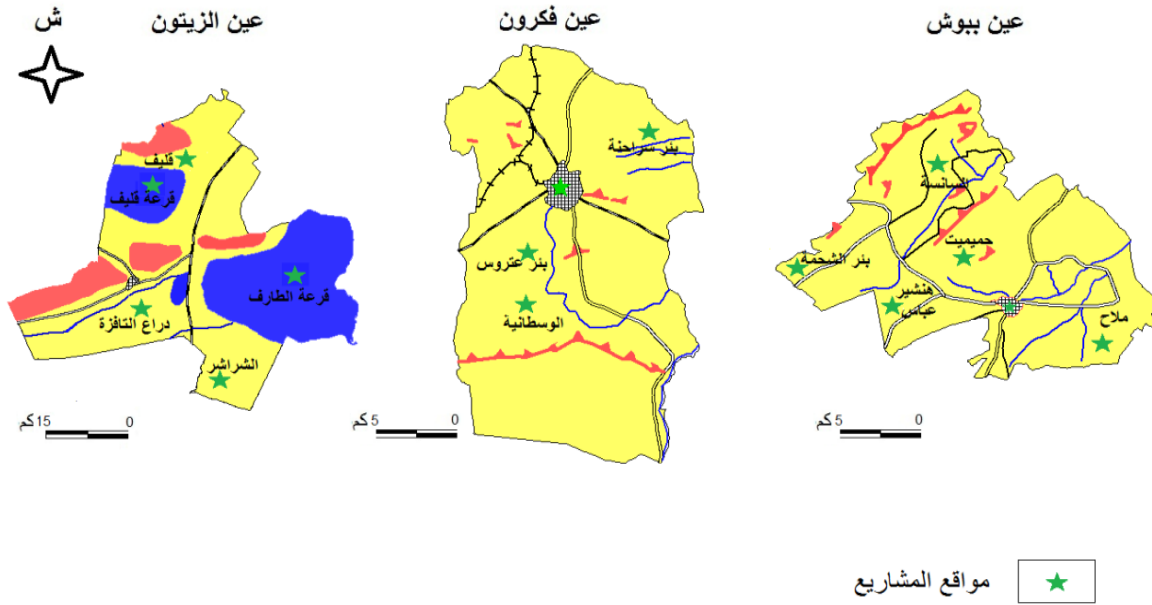 عين ببوش
عين فكرون
عين الزيتون
ش
السانسة
حميميت
بئر الشحمة
هنشير
عباس
ملاح
0 5 كم
بئر سراحنة
بئر عتروس
الوسطانية
0 5 كم
قليف
قرعة قليف
قرعة الطارف
دراع التافزة
الشراشر
0 15 كم
مواقع المشاريع